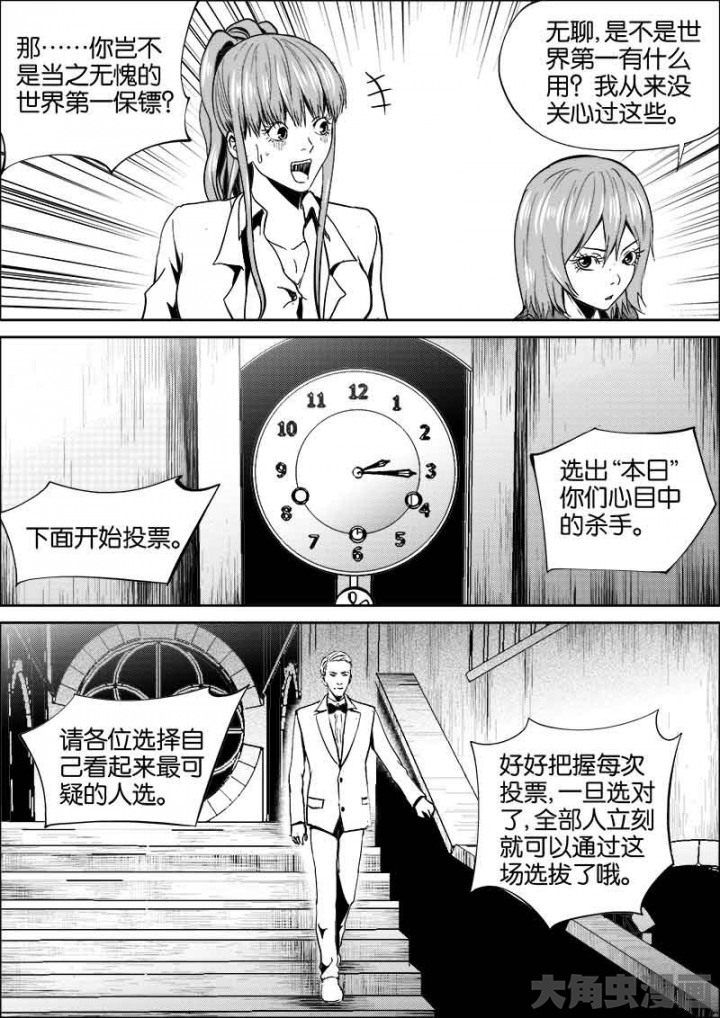 那……你岂不
是当之无愧的
世界第一保镖？
无聊，是不是世
界第一有什么
用？我从来没
关心过这些。
12
1
2
3
4
5
6
7
8
9
10
11
下面开始投票。
选出“本日”
你们心目中
的杀手。
请各位选择自
己看起来最可
疑的人选。
好好把握每次
投票，一旦选对
了，全部人立刻
就可以通过这
场选拔了哦。
大角虫漫画